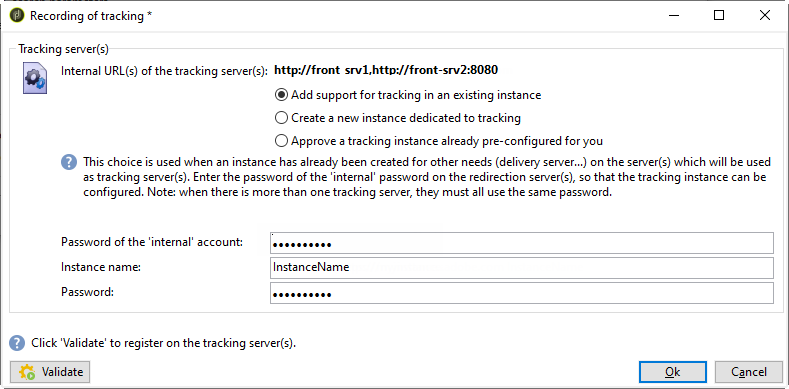 Recording of tracking *
Tracking server(s)
Internal URL(s) of the tracking server(s): http://front srv1,http://front-srv2:8080
Add support for tracking in an existing instance
Create a new instance dedicated to tracking
Approve a tracking instance already pre-configured for you
This choice is used when an instance has already been created for other needs (delivery server...) on the server(s) which will be used
as tracking server(s). Enter the password of the 'internal' password on the redirection server(s), so that the tracking instance can be
configured. Note: when there is more than one tracking server, they must all use the same password.
Password of the 'internal' account: ••••••••••
Instance name: InstanceName
Password: ••••••••••
Click 'Validate' to register on the tracking server(s).
Validate Ok Cancel